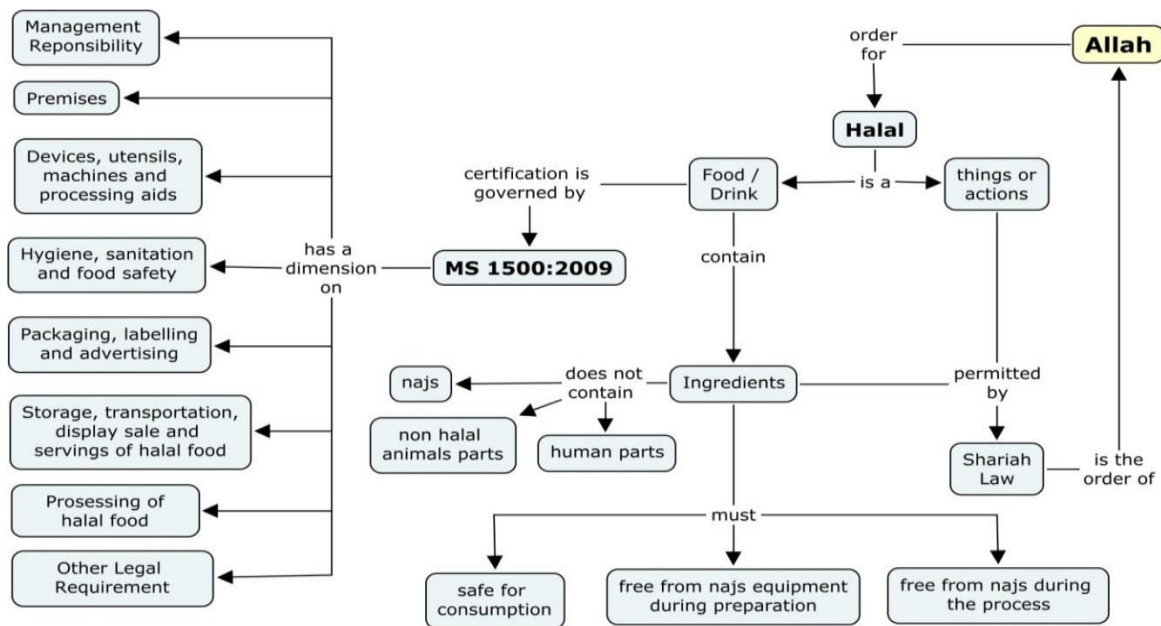 Management
Reponsibility
Premises
Devices, utensils,
machines and
processing aids
Hygiene, sanitation
and food safety
Packaging, labelling
and advertising
Storage, transportation,
display sale and
servings of halal food
Prosessing of
halal food
Other Legal
Requirement
has a
dimension
on
MS 1500:2009
certification is
governed by
order
for
Allah
Halal
is a
Food /
Drink
things or
actions
contain
Ingredients
does not
contain
najs
non halal
animals parts
human parts
permitted
by
Shariah
Law
is the
order of
must
safe for
consumption
free from najs equipment
during preparation
free from najs during
the process